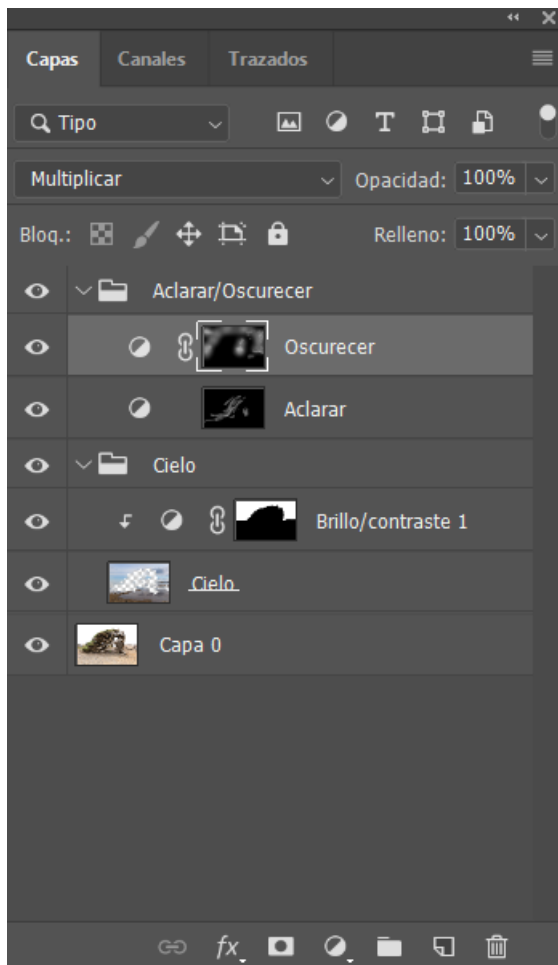 Capas Canales Trazados
Tipo T
Multiplicar Opacidad: 100%
Bloq.: Relleno: 100%
Aclarar/Oscurecer
Oscurecer
Aclarar
Cielo
Brillo/contraste 1
Cielo
Capa 0
fx